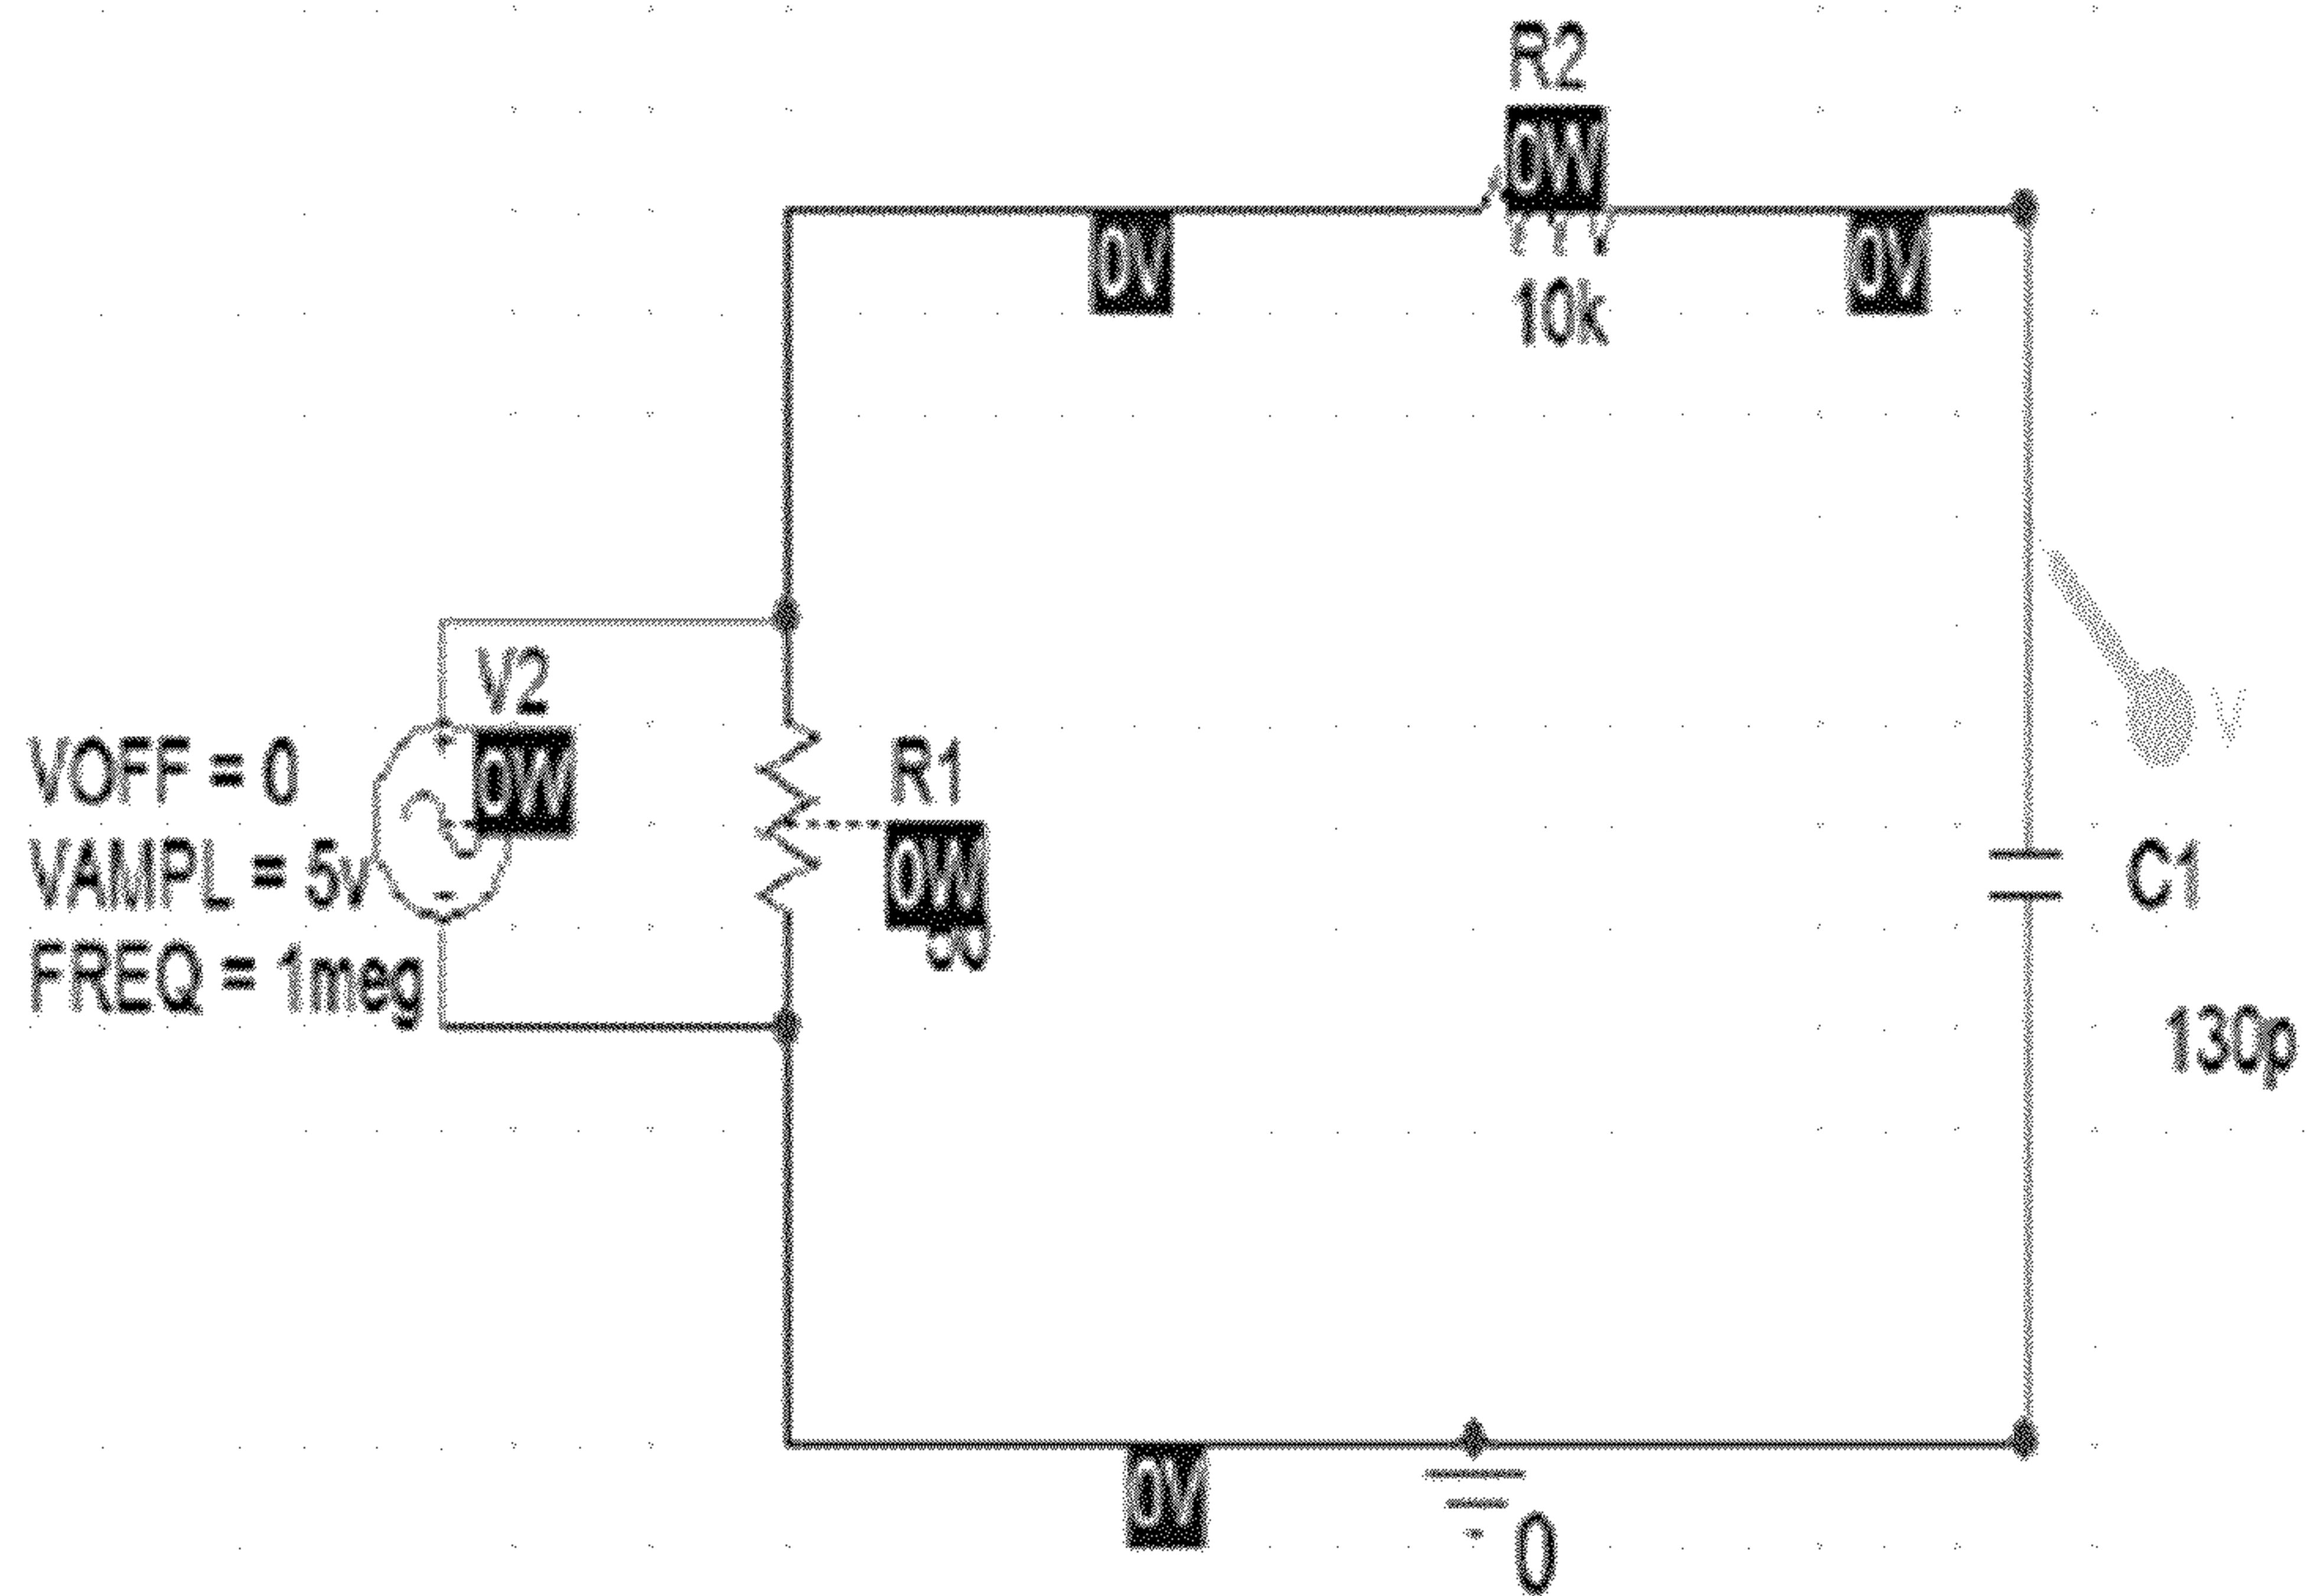 R2
0W
0V
0V
10k
V2
0W
VOFF = 0
VAMPL = 5v
FREQ = 1meg
R1
0W
50
V
C1
130p
0V
0